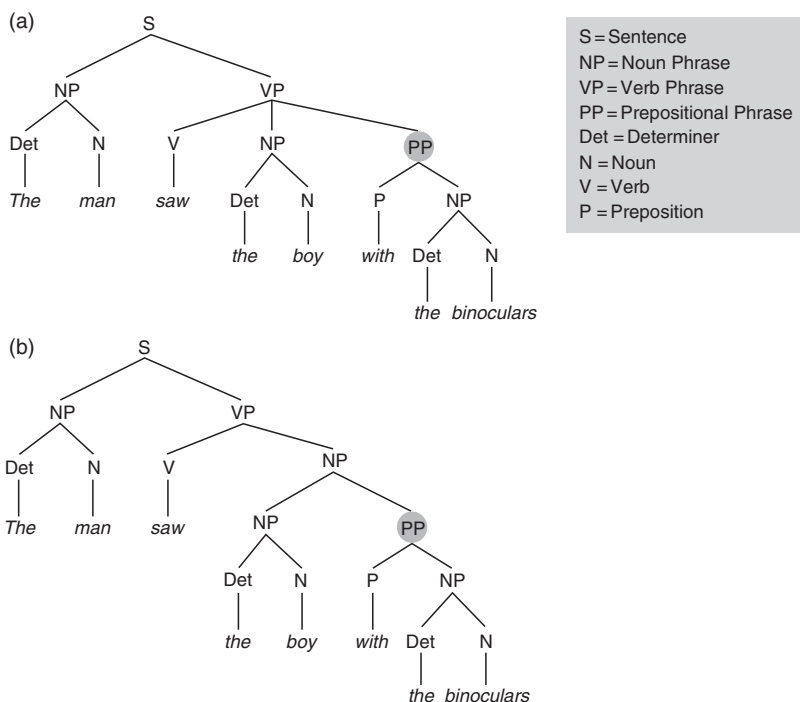 (a)
S
S = Sentence
NP = Noun Phrase
VP = Verb Phrase
PP = Prepositional Phrase
Det = Determiner
N = Noun
V = Verb
P = Preposition
NP VP
Det N V NP PP
The man saw Det N P NP
the boy with Det N
the binoculars
(b)
S
NP VP
Det N V NP
The man saw NP PP
Det N P NP
the boy with Det N
the binoculars